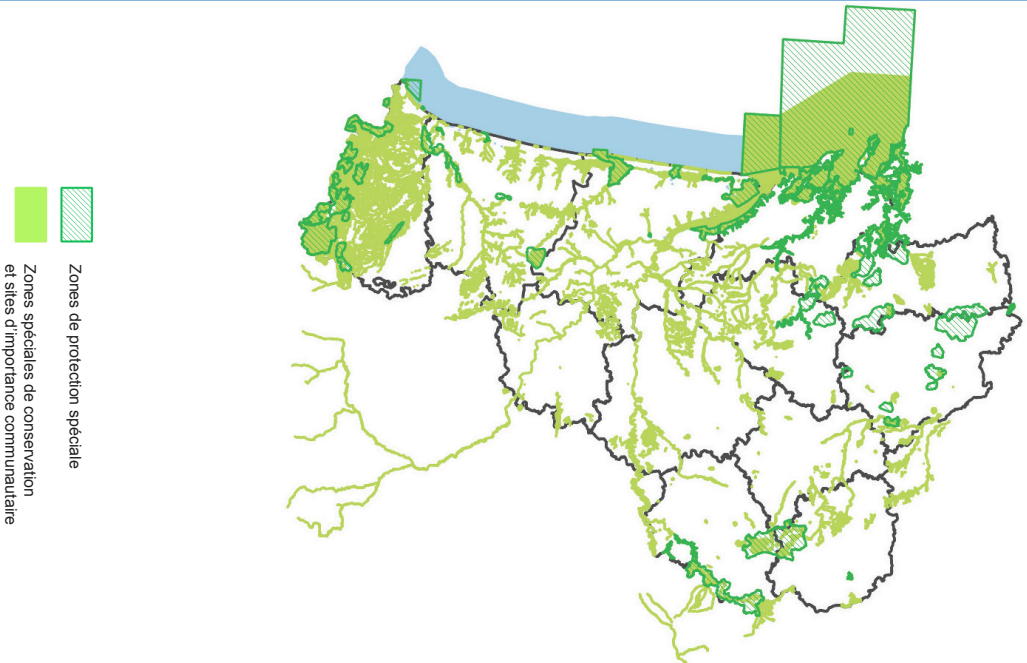 Zones de protection spéciale
Zones spéciales de conservation
et sites d'importance communautaire